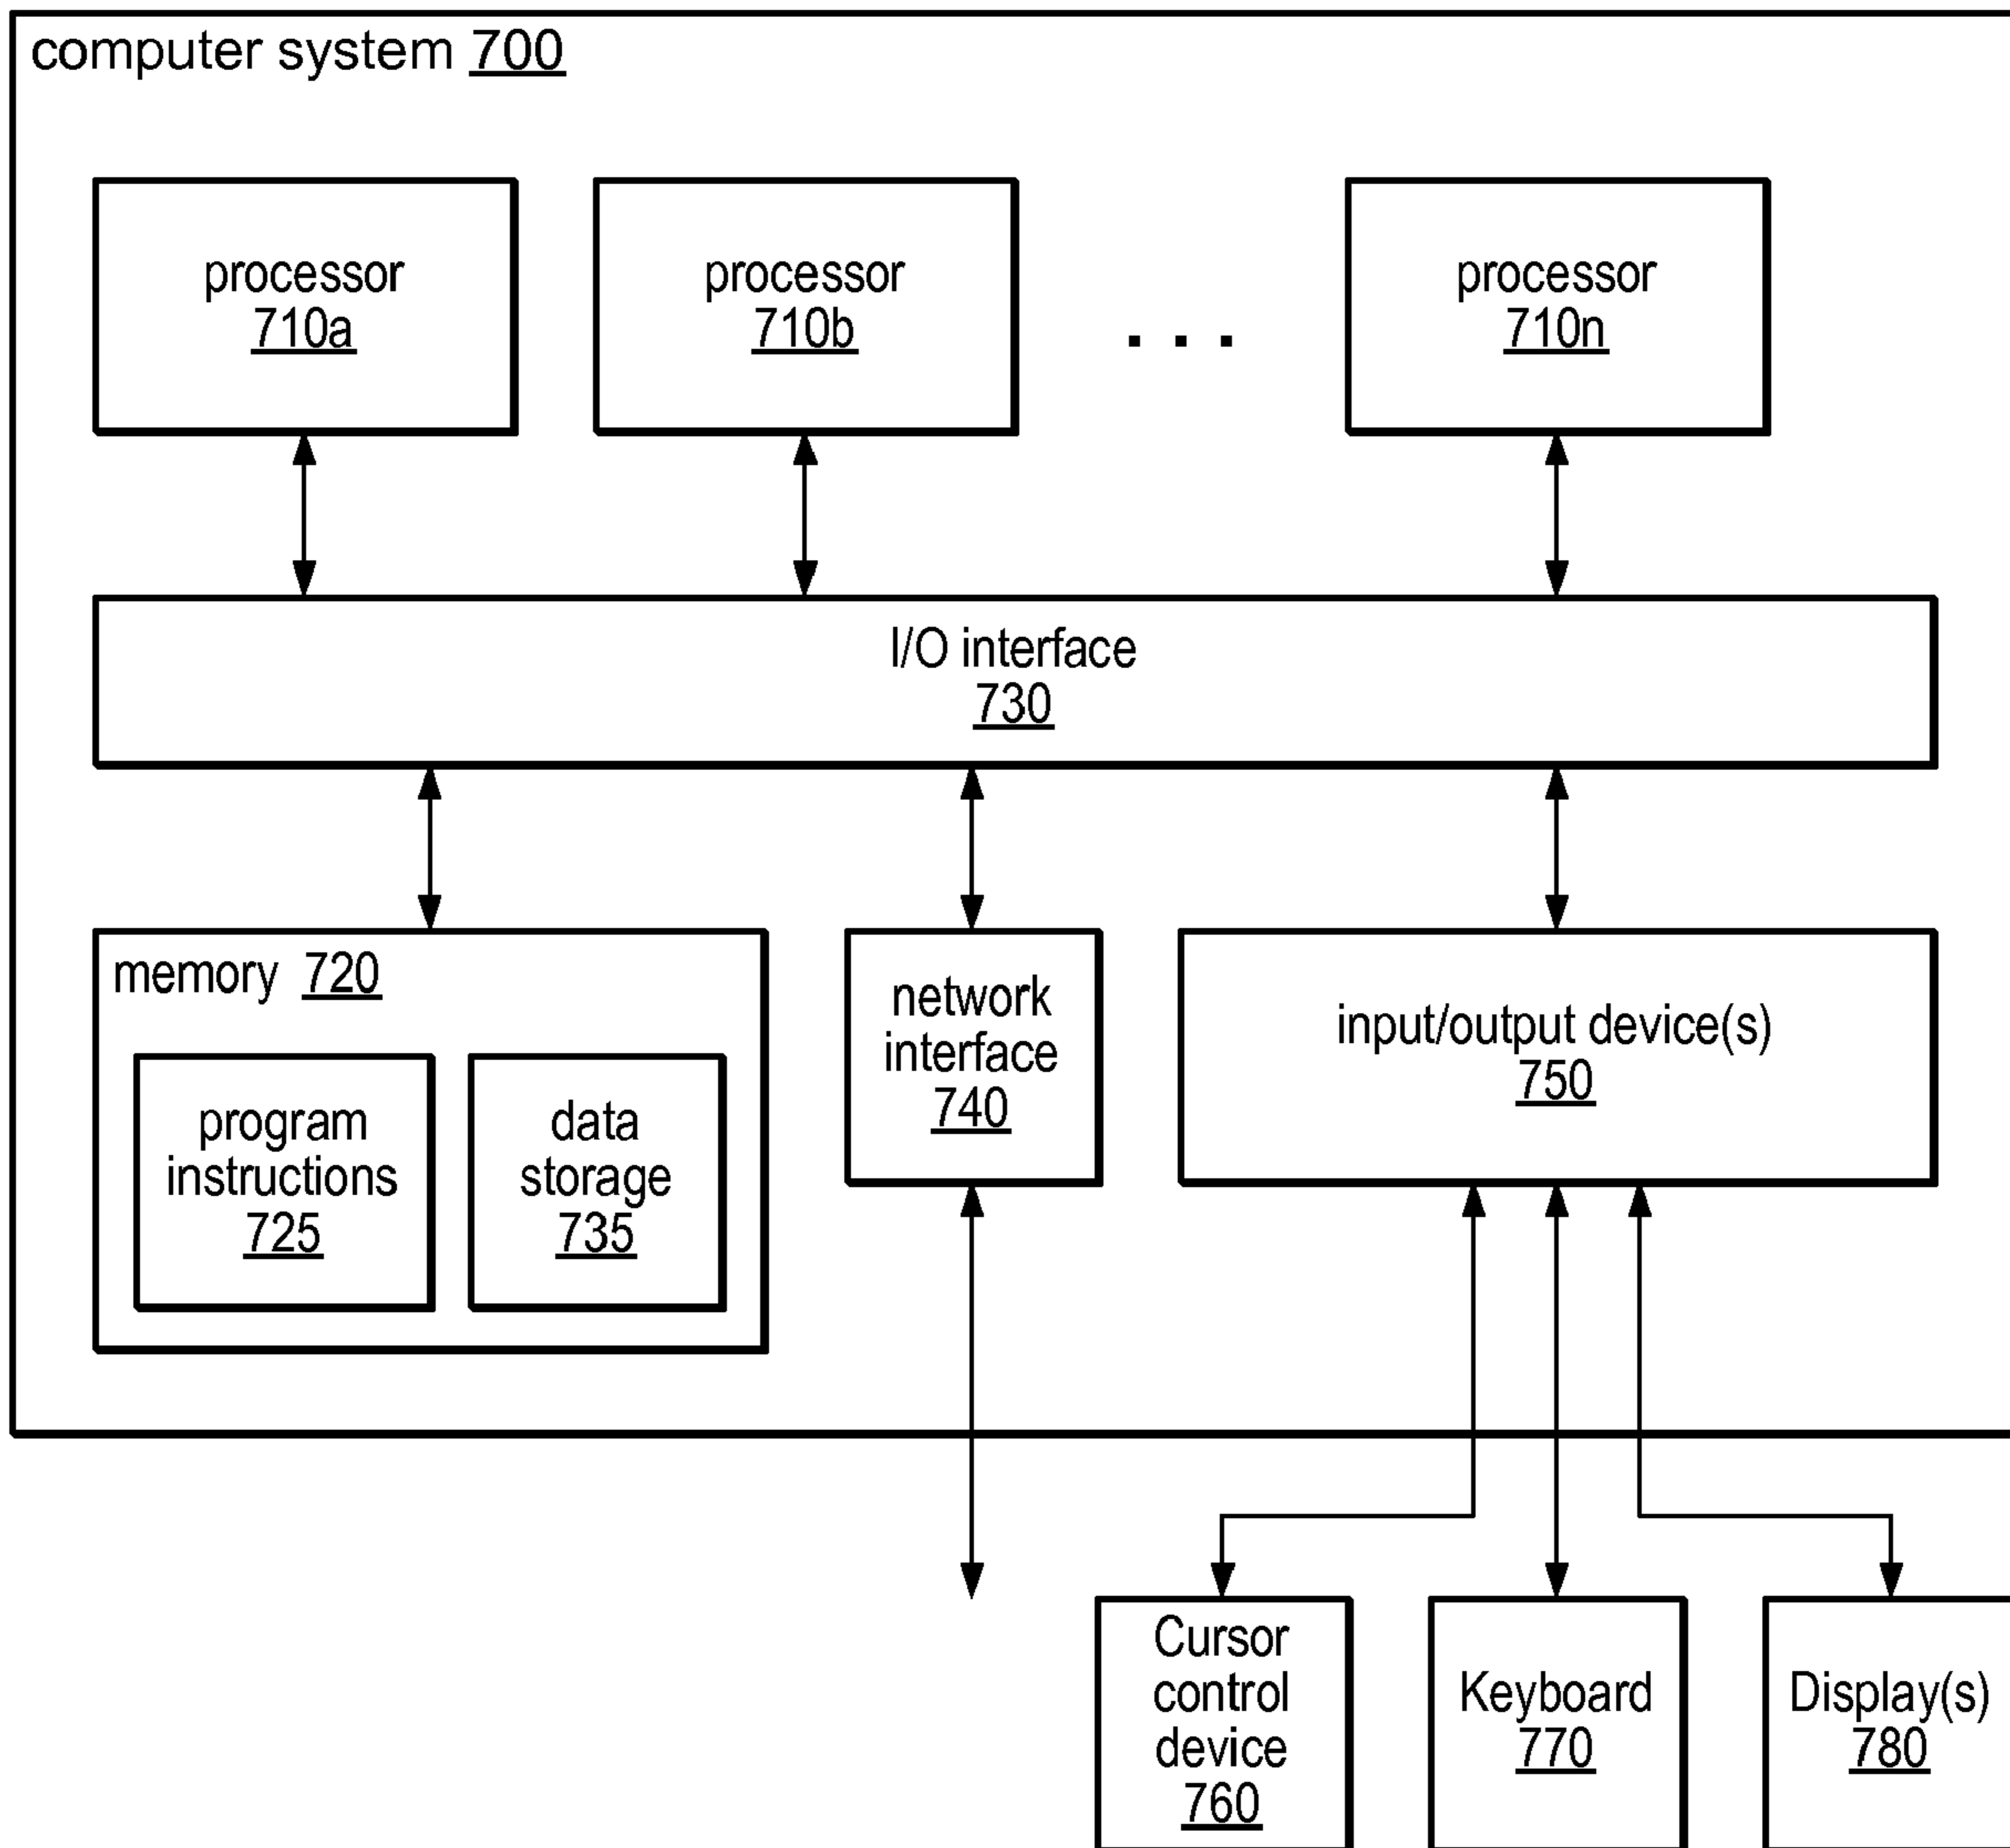 computer system 700
processor
710a
processor
710b
. . .
processor
710n
I/O interface
730
memory 720
program
instructions
725
data
storage
735
network
interface
740
input/output device(s)
750
Cursor
control
device
760
Keyboard
770
Display(s)
780